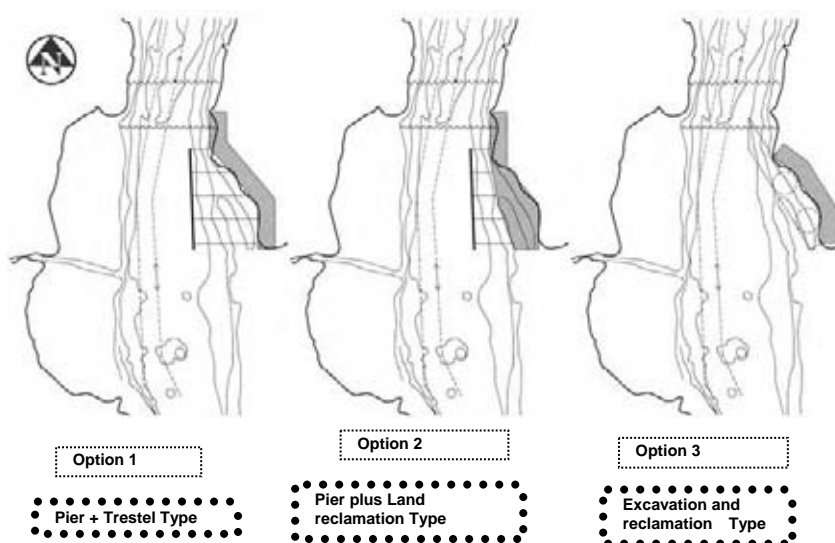 N
Option 1
Option 2
Option 3
Pier + Trestel Type
Pier plus Land
reclamation Type
Excavation and
reclamation Type